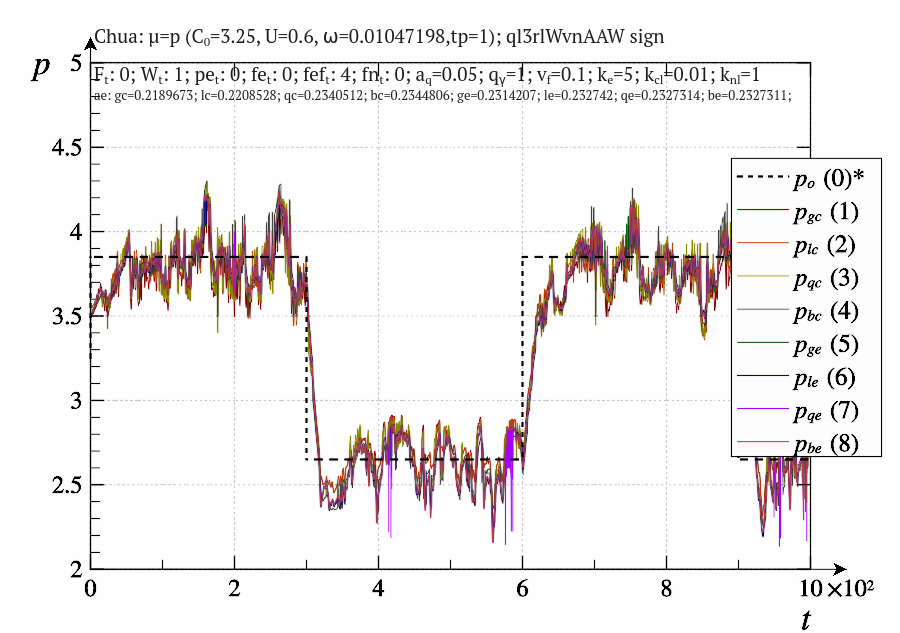 Chua: μ=p (C₀=3.25, U=0.6, ω=0.01047198,tp=1); ql3rlWvnAAW sign
Fₜ: 0; Wₜ: 1; peₜ: 0; feₜ: 0; fefₜ: 4; fnₜ: 0; a_q=0.05; q_γ=1; v_f=0.1; k_e=5; k_cl=0.01; k_nl=1
ae: gc=0.2189673; lc=0.2208528; qc=0.2340512; bc=0.2344806; ge=0.2314207; le=0.232742; qe=0.2327314; be=0.2327311;
p
5
4.5
4
3.5
3
2.5
2
p_o (0)*
p_gc (1)
p_lc (2)
p_qc (3)
p_bc (4)
p_ge (5)
p_le (6)
p_qe (7)
p_be (8)
0 2 4 6 8 10 ×10²
t